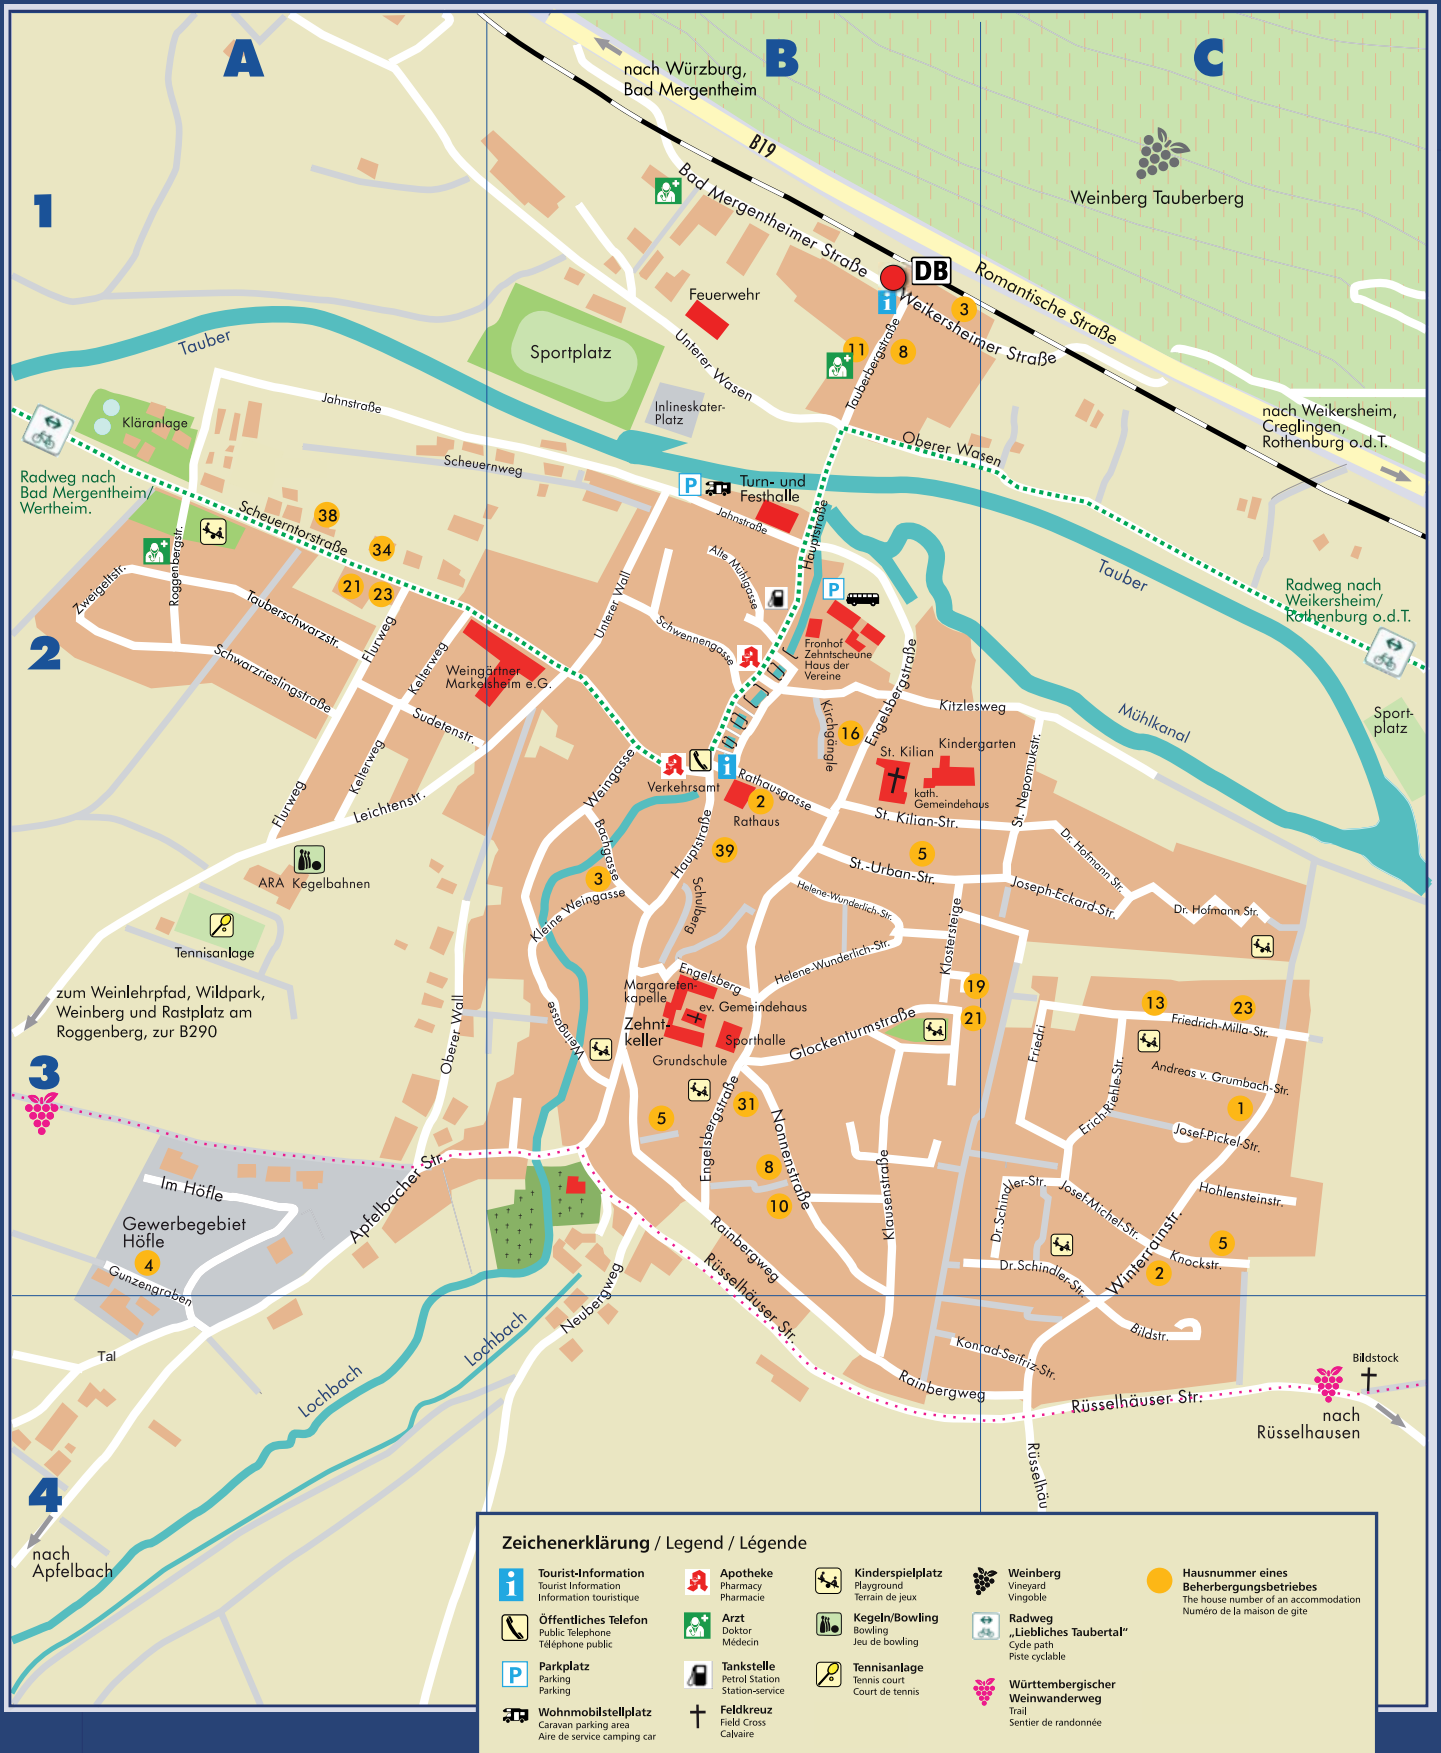 A
B
C
1
2
3
4
nach Würzburg,
Bad Mergentheim
B19
Weinberg Tauberberg
Bad Mergentheimer Straße
DB
Romantische Straße
Weikersheimer Straße
3
Feuerwehr
Unterer Wasen
11
8
Tauberbergstraße
Sportplatz
Tauber
Inlineskater-
Platz
Oberer Wasen
nach Weikersheim,
Creglingen,
Rothenburg o.d.T.
Kläranlage
Jahnstraße
Scheuernweg
Radweg nach
Bad Mergentheim/
Wertheim.
Turn- und
Festhalle
P
Jahnstraße
Hauptstraße
Scheuerntorstraße
38
34
21
23
Roggenbergstr.
Zweigeltstr.
Tauberschwarzstr.
Schwarzrieslingstraße
Flurweg
Kelterweg
Weingärtner
Markelsheim e.G.
Sudetenstr.
Unterer Wall
Alte Mühlgasse
Schwennengasse
P
Fronhof
Zehntscheune
Haus der
Vereine
Tauber
Radweg nach
Weikersheim/
Rothenburg o.d.T.
Engelsbergstraße
Kitzlesweg
Mühlkanal
Sport-
platz
Kirchgängle
16
St. Kilian
Kindergarten
kath.
Gemeindehaus
St. Nepomukstr.
Verkehrsamt
Rathausgasse
2
Rathaus
St. Kilian-Str.
Dr. Hofmann Str.
Weingasse
Bachgasse
Hauptstraße
39
5
St.-Urban-Str.
Joseph-Eckard-Str.
Dr. Hofmann Str.
Flurweg
Kelterweg
Leichtenstr.
ARA Kegelbahnen
Tennisanlage
3
Kleine Weingasse
Schulberg
Helene-Wunderlich-Str.
Helene-Wunderlich-Str.
Klostersteige
zum Weinlehrpfad, Wildpark,
Weinberg und Rastplatz am
Roggenberg, zur B290
Oberer Wall
Weingasse
Engelsberg
Margareten-
kapelle
ev. Gemeindehaus
Zehnt-
keller
Sporthalle
Grundschule
Glockenturmstraße
19
21
13
23
Friedrich-Milla-Str.
Friedri
Andreas v. Grumbach-Str.
Erich-Riehle-Str.
1
Josef-Pickel-Str.
5
31
Engelsbergstraße
Nonnenstraße
8
10
Klausenstraße
Dr.Schindler-Str.
Josef-Michel-Str.
Hohlensteinstr.
Winterrainstr.
5
Knockstr.
2
Dr.Schindler-Str.
Bildstr.
Im Höfle
Gewerbegebiet
Höfle
4
Gunzengraben
Apfelbacher Str.
Tal
Lochbach
Lochbach
Neubergweg
Rainbergweg
Rüsselhäuser Str.
Konrad-Seifriz-Str.
Rainbergweg
Rüsselhäuser Str.
Rüsselhäu
Bildstock
nach
Rüsselhausen
nach
Apfelbach
Zeichenerklärung / Legend / Légende
Tourist-Information
Tourist Information
Information touristique
Öffentliches Telefon
Public Telephone
Téléphone public
P
Parkplatz
Parking
Parking
Wohnmobilstellplatz
Caravan parking area
Aire de service camping car
Apotheke
Pharmacy
Pharmacie
Arzt
Doktor
Médecin
Tankstelle
Petrol Station
Station-service
Feldkreuz
Field Cross
Calvaire
Kinderspielplatz
Playground
Terrain de jeux
Kegeln/Bowling
Bowling
Jeu de bowling
Tennisanlage
Tennis court
Court de tennis
Weinberg
Vineyard
Vingoble
Radweg
„Liebliches Taubertal"
Cycle path
Piste cyclable
Württembergischer
Weinwanderweg
Trail
Sentier de randonnée
Hausnummer eines
Beherbergungsbetriebes
The house number of an accommodation
Numéro de la maison de gite